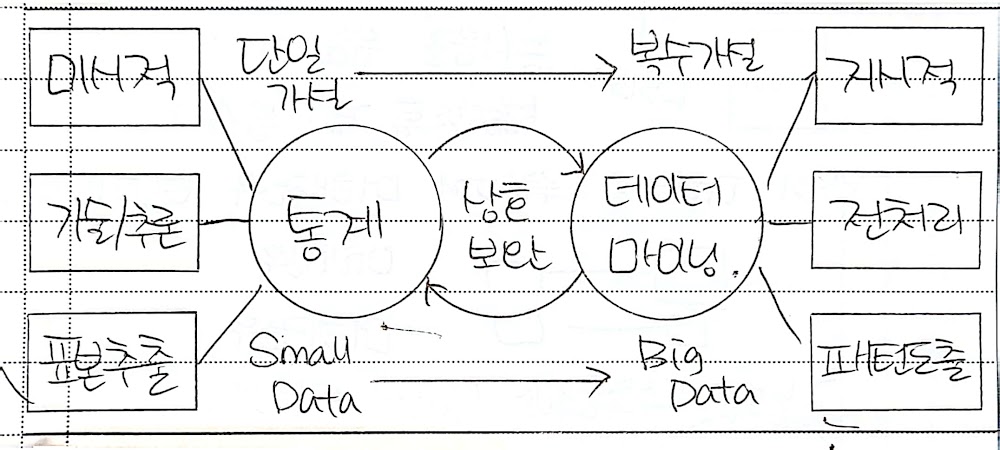 미시적
단일
가설
복수가설
거시적
기술/추론
통계
상호
보완
데이터
마이닝.
전처리
표본추출
Small
Data
Big
Data
패턴도출